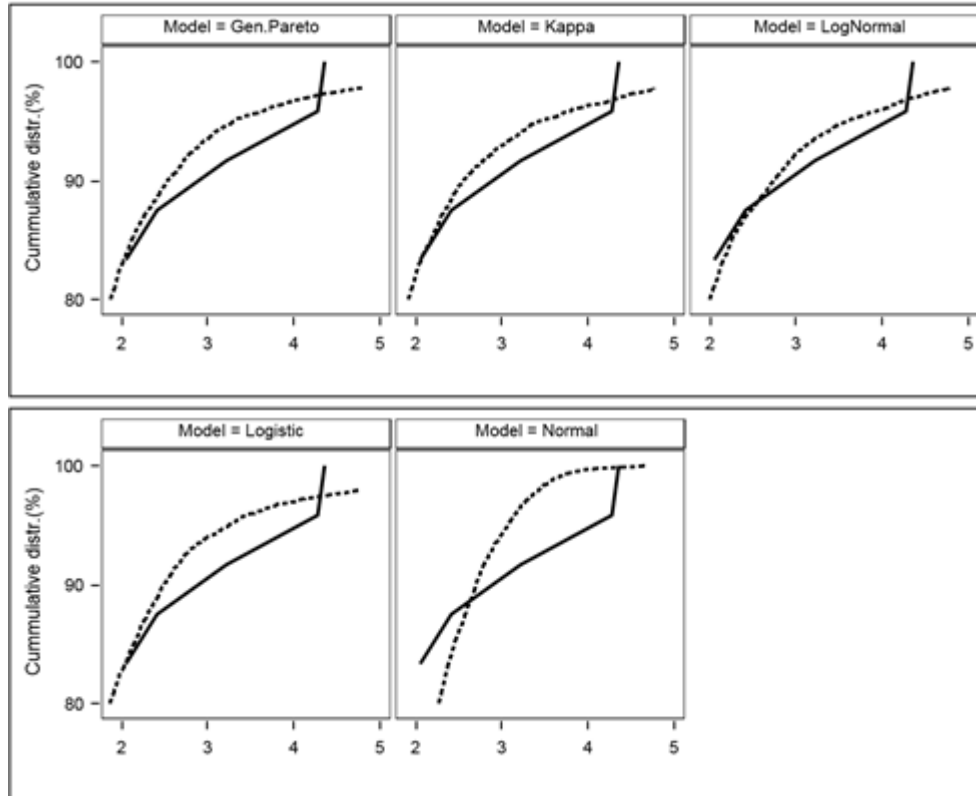 Model = Gen.Pareto
Model = Kappa
Model = LogNormal
Cummulative distr.(%)
100
90
80
2 3 4 5
2 3 4 5
2 3 4 5
Model = Logistic
Model = Normal
Cummulative distr.(%)
100
90
80
2 3 4 5
2 3 4 5